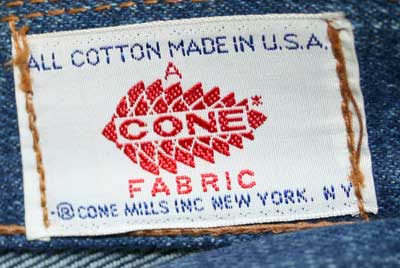 ALL COTTON MADE IN U.S.A.
A
CONE*
FABRIC
-® CONE MILLS INC NEW YORK. N Y